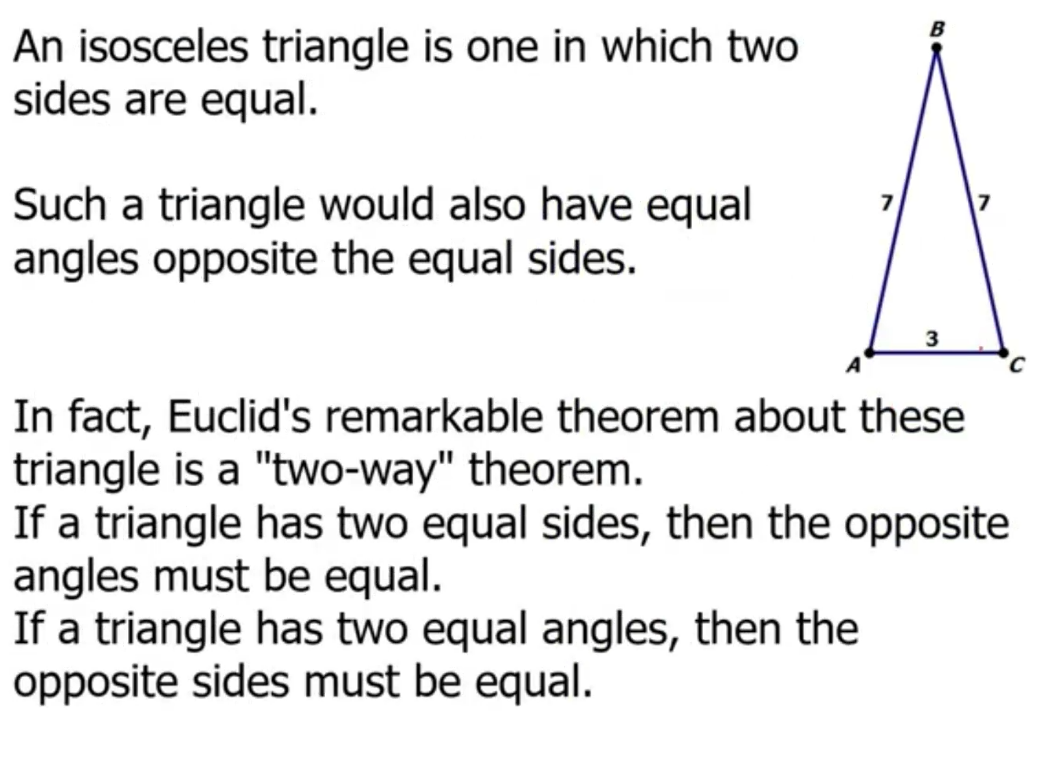 An isosceles triangle is one in which two
sides are equal.
Such a triangle would also have equal
angles opposite the equal sides.
B
7
7
3
A
C
In fact, Euclid's remarkable theorem about these
triangle is a "two-way" theorem.
If a triangle has two equal sides, then the opposite
angles must be equal.
If a triangle has two equal angles, then the
opposite sides must be equal.